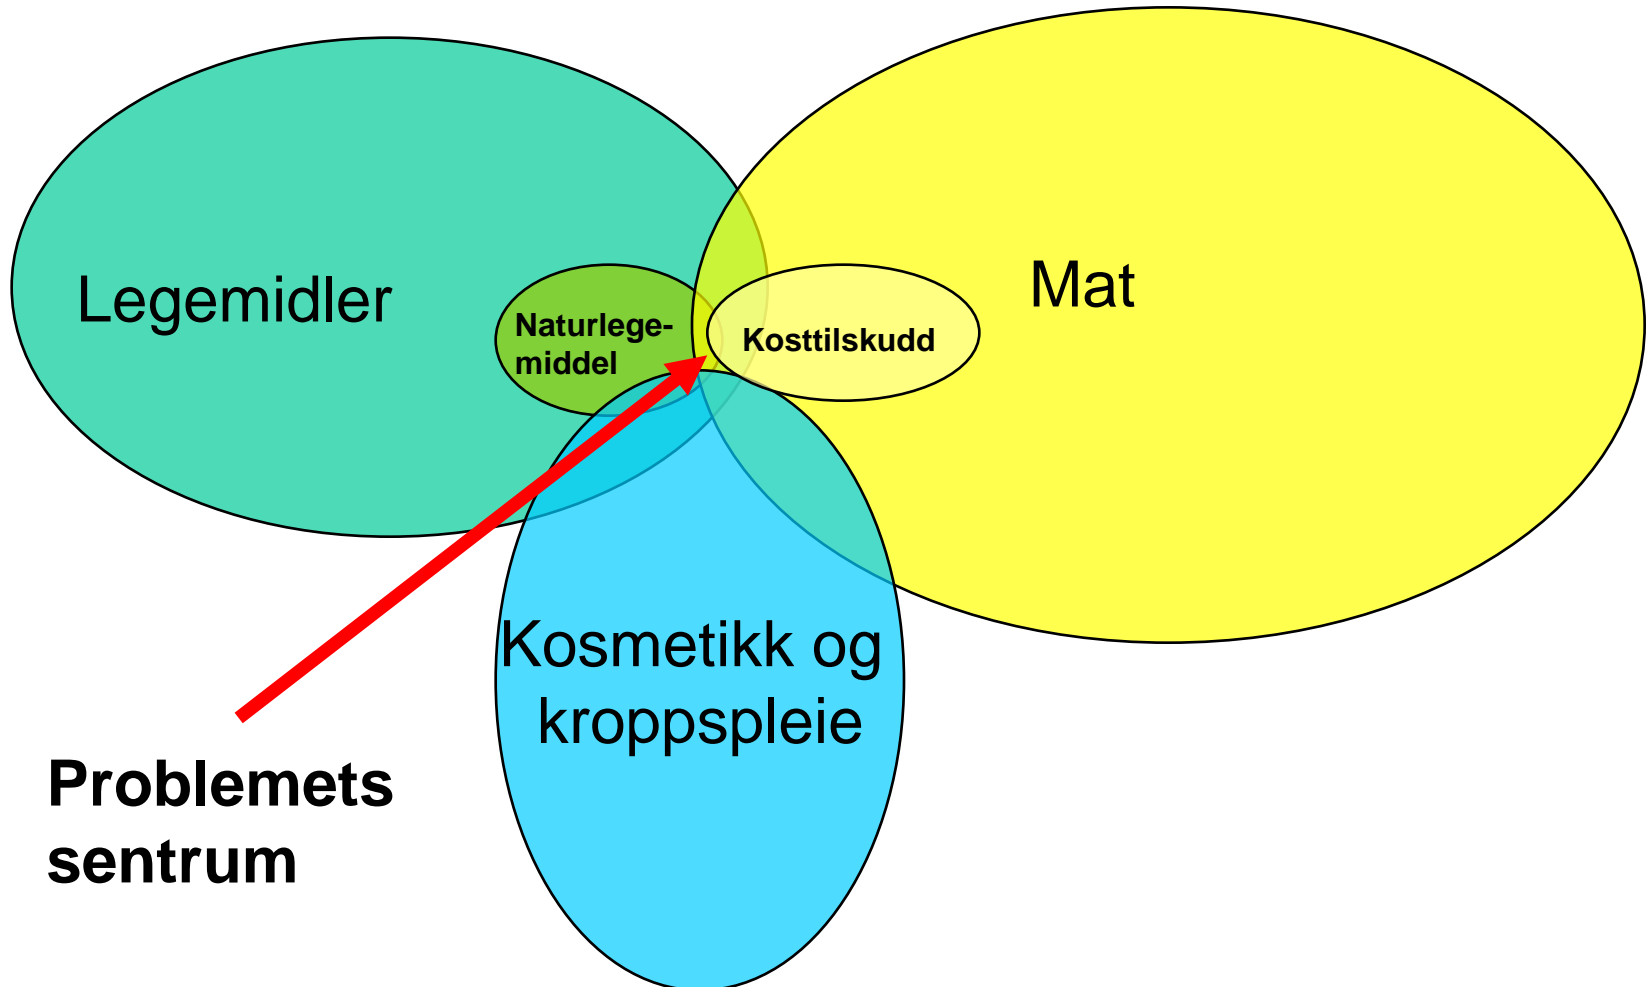 Legemidler
Mat
Naturlege-
middel
Kosttilskudd
Kosmetikk og
kroppspleie
Problemets
sentrum